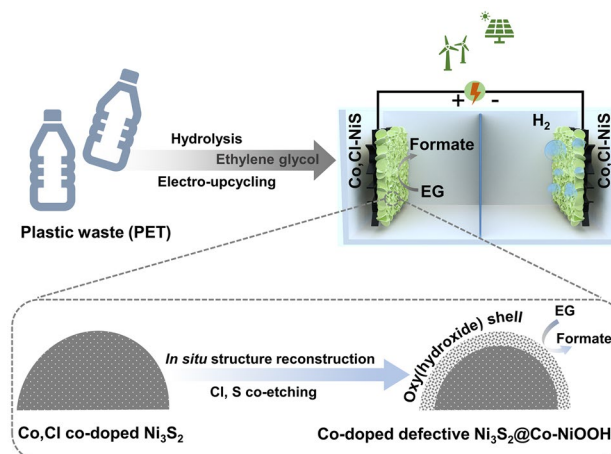 Hydrolysis
Ethylene glycol
Electro-upcycling
Plastic waste (PET)
+ -
Co,Cl-NiS
Formate
EG
H₂
Co,Cl-NiS
In situ structure reconstruction
Cl, S co-etching
Co,Cl co-doped Ni₃S₂
Oxy(hydroxide) shell
EG
Formate
Co-doped defective Ni₃S₂@Co-NiOOH